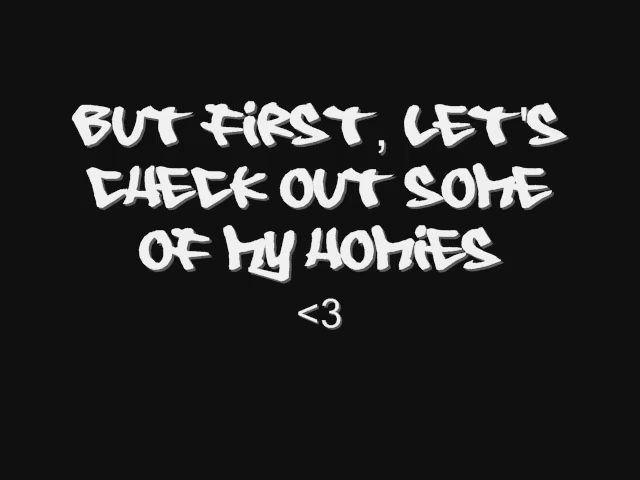 BUT FIRST, LET'S
CHECK OUT SOME
OF MY HOMIES
<3